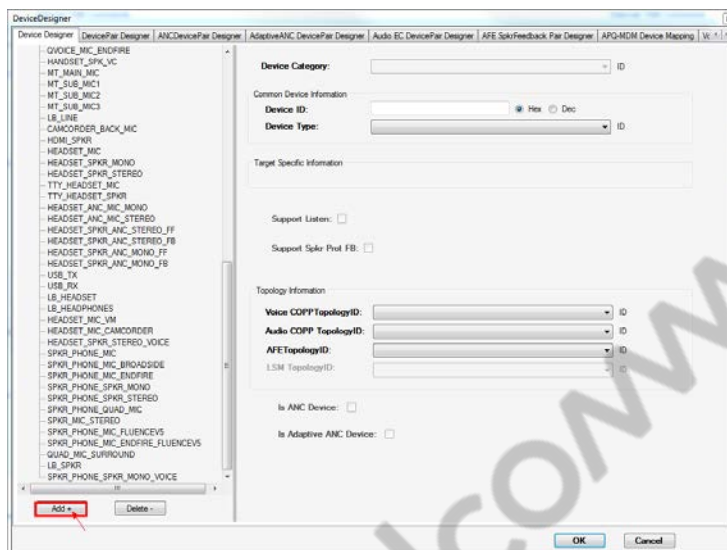 DeviceDesigner
Device Designer DevicePair Designer ANCDevicePair Designer AdaptiveANC DevicePair Designer Audio EC DevicePair Designer AFE SpkrFeedback Pair Designer APQ-MDM Device Mapping
QVOICE_MIC_ENDFIRE
HANDSET_SPK_VC
MT_MAIN_MIC
MT_SUB_MIC1
MT_SUB_MIC2
MT_SUB_MIC3
LB_LINE
CAMCORDER_BACK_MIC
HDMI_SPKR
HEADSET_MIC
HEADSET_SPKR_MONO
HEADSET_SPKR_STEREO
TTY_HEADSET_MIC
TTY_HEADSET_SPKR
HEADSET_ANC_MIC_MONO
HEADSET_ANC_MIC_STEREO
HEADSET_SPKR_ANC_STEREO_FF
HEADSET_SPKR_ANC_STEREO_FB
HEADSET_SPKR_ANC_MONO_FF
HEADSET_SPKR_ANC_MONO_FB
USB_TX
USB_RX
LB_HEADSET
LB_HEADPHONES
HEADSET_MIC_VM
HEADSET_MIC_CAMCORDER
HEADSET_SPKR_STEREO_VOICE
SPKR_PHONE_MIC
SPKR_PHONE_MIC_BROADSIDE
SPKR_PHONE_MIC_ENDFIRE
SPKR_PHONE_SPKR_MONO
SPKR_PHONE_SPKR_STEREO
SPKR_PHONE_QUAD_MIC
SPKR_MIC_STEREO
SPKR_PHONE_MIC_FLUENCEV5
SPKR_PHONE_MIC_ENDFIRE_FLUENCEV5
QUAD_MIC_SURROUND
LB_SPKR
SPKR_PHONE_SPKR_MONO_VOICE
Add +
Delete -
Device Category: ID
Common Device Information
Device ID: Hex Dec
Device Type: ID
Target Specific Information
Support Listen:
Support Spkr Prot FB:
Topology Information
Voice COPPTopologyID: ID
Audio COPP TopologyID: ID
AFETopologyID: ID
LSM TopologyID: ID
Is ANC Device:
Is Adaptive ANC Device:
OK Cancel